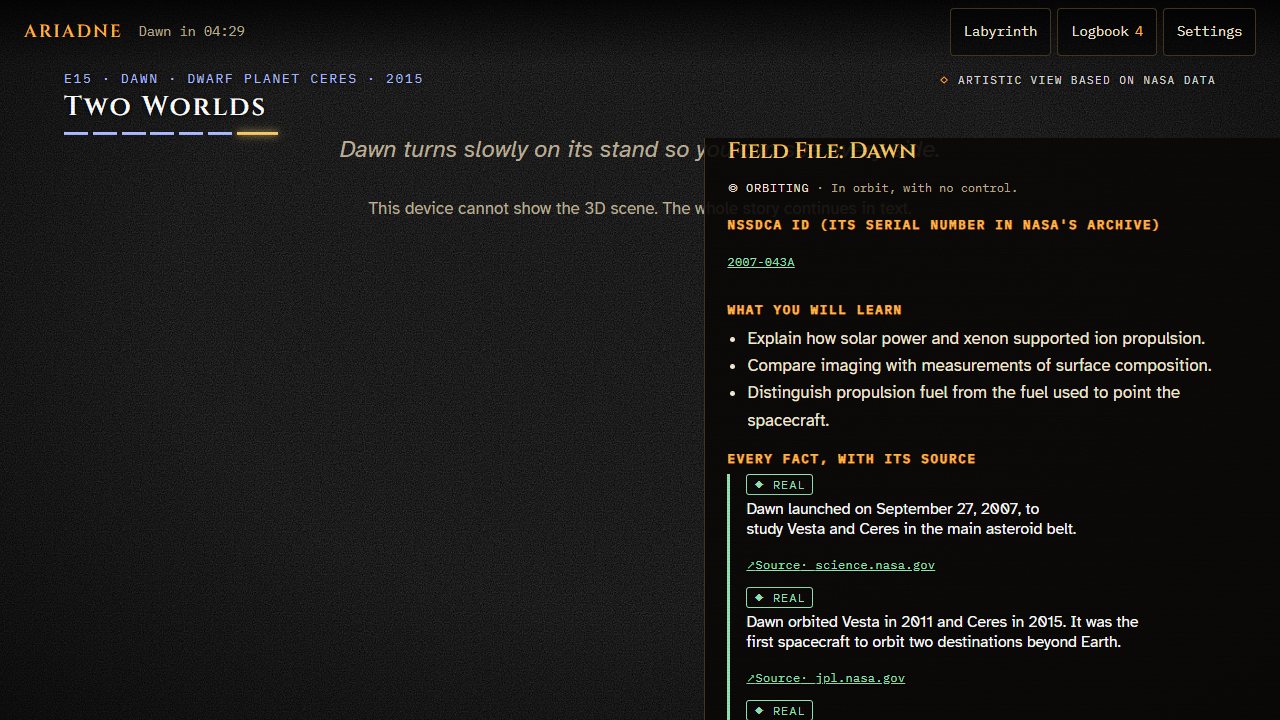 ARIADNE Dawn in 04:29
Labyrinth
Logbook 4
Settings
E15 · DAWN · DWARF PLANET CERES · 2015
◇ ARTISTIC VIEW BASED ON NASA DATA
Two Worlds
Dawn turns slowly on its stand so
This device cannot show the 3D scene. The whole story continues in text.
Field File: Dawn
ORBITING · In orbit, with no control.
NSSDCA ID (ITS SERIAL NUMBER IN NASA'S ARCHIVE)
2007-043A
WHAT YOU WILL LEARN
• Explain how solar power and xenon supported ion propulsion.
• Compare imaging with measurements of surface composition.
• Distinguish propulsion fuel from the fuel used to point the
spacecraft.
EVERY FACT, WITH ITS SOURCE
◆ REAL
Dawn launched on September 27, 2007, to
study Vesta and Ceres in the main asteroid belt.
↗Source· science.nasa.gov
◆ REAL
Dawn orbited Vesta in 2011 and Ceres in 2015. It was the
first spacecraft to orbit two destinations beyond Earth.
↗Source· jpl.nasa.gov
◆ REAL